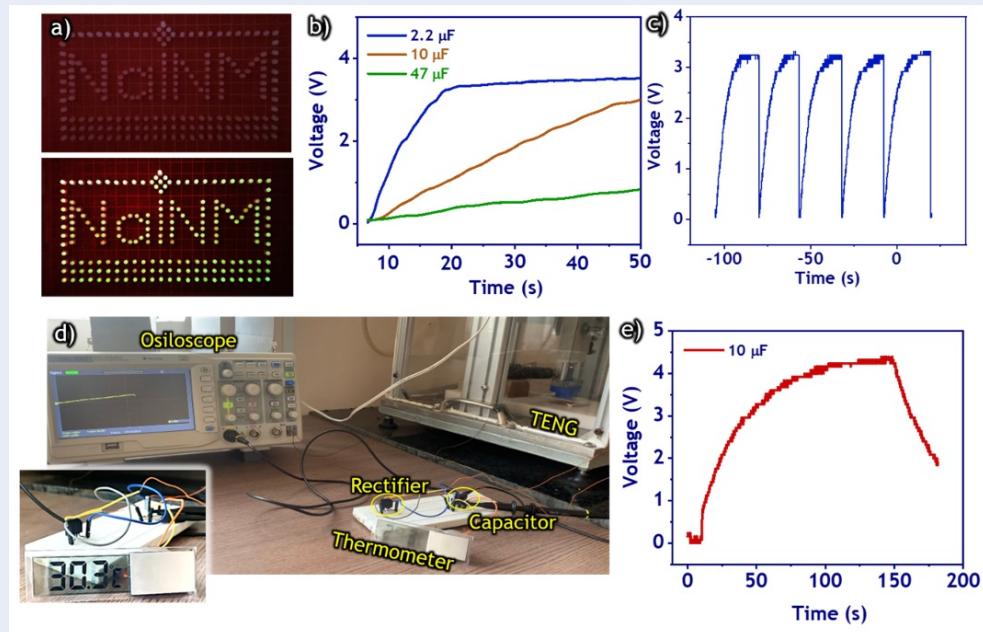 a)
NaINM
NaINM
b)
2.2 µF
10 µF
47 µF
Voltage (V)
4
2
0
10 20 30 40 50
Time (s)
c)
Voltage (V)
4
3
2
1
0
-100 -50 0
Time (s)
d)
Osiloscope
TENG
Rectifier
Capacitor
Thermometer
30.3
e)
10 µF
Voltage (V)
5
4
3
2
1
0
0 50 100 150 200
Time (s)